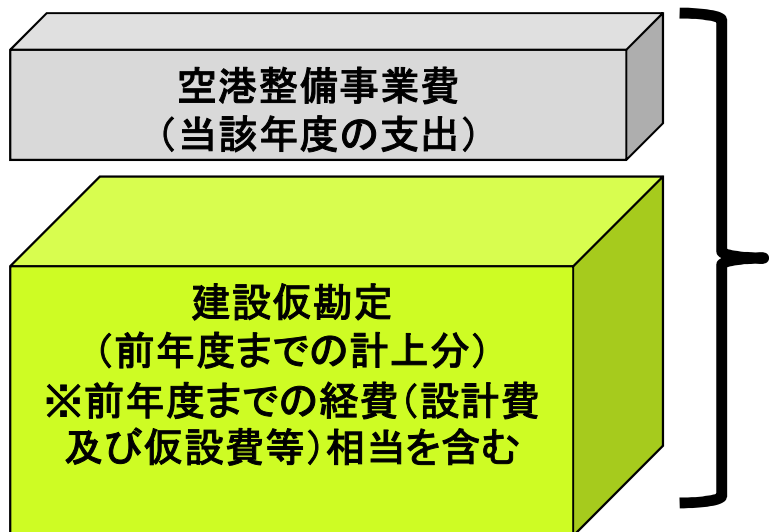 空港整備事業費
（当該年度の支出）
建設仮勘定
（前年度までの計上分）
※前年度までの経費（設計費
及び仮設費等）相当を含む